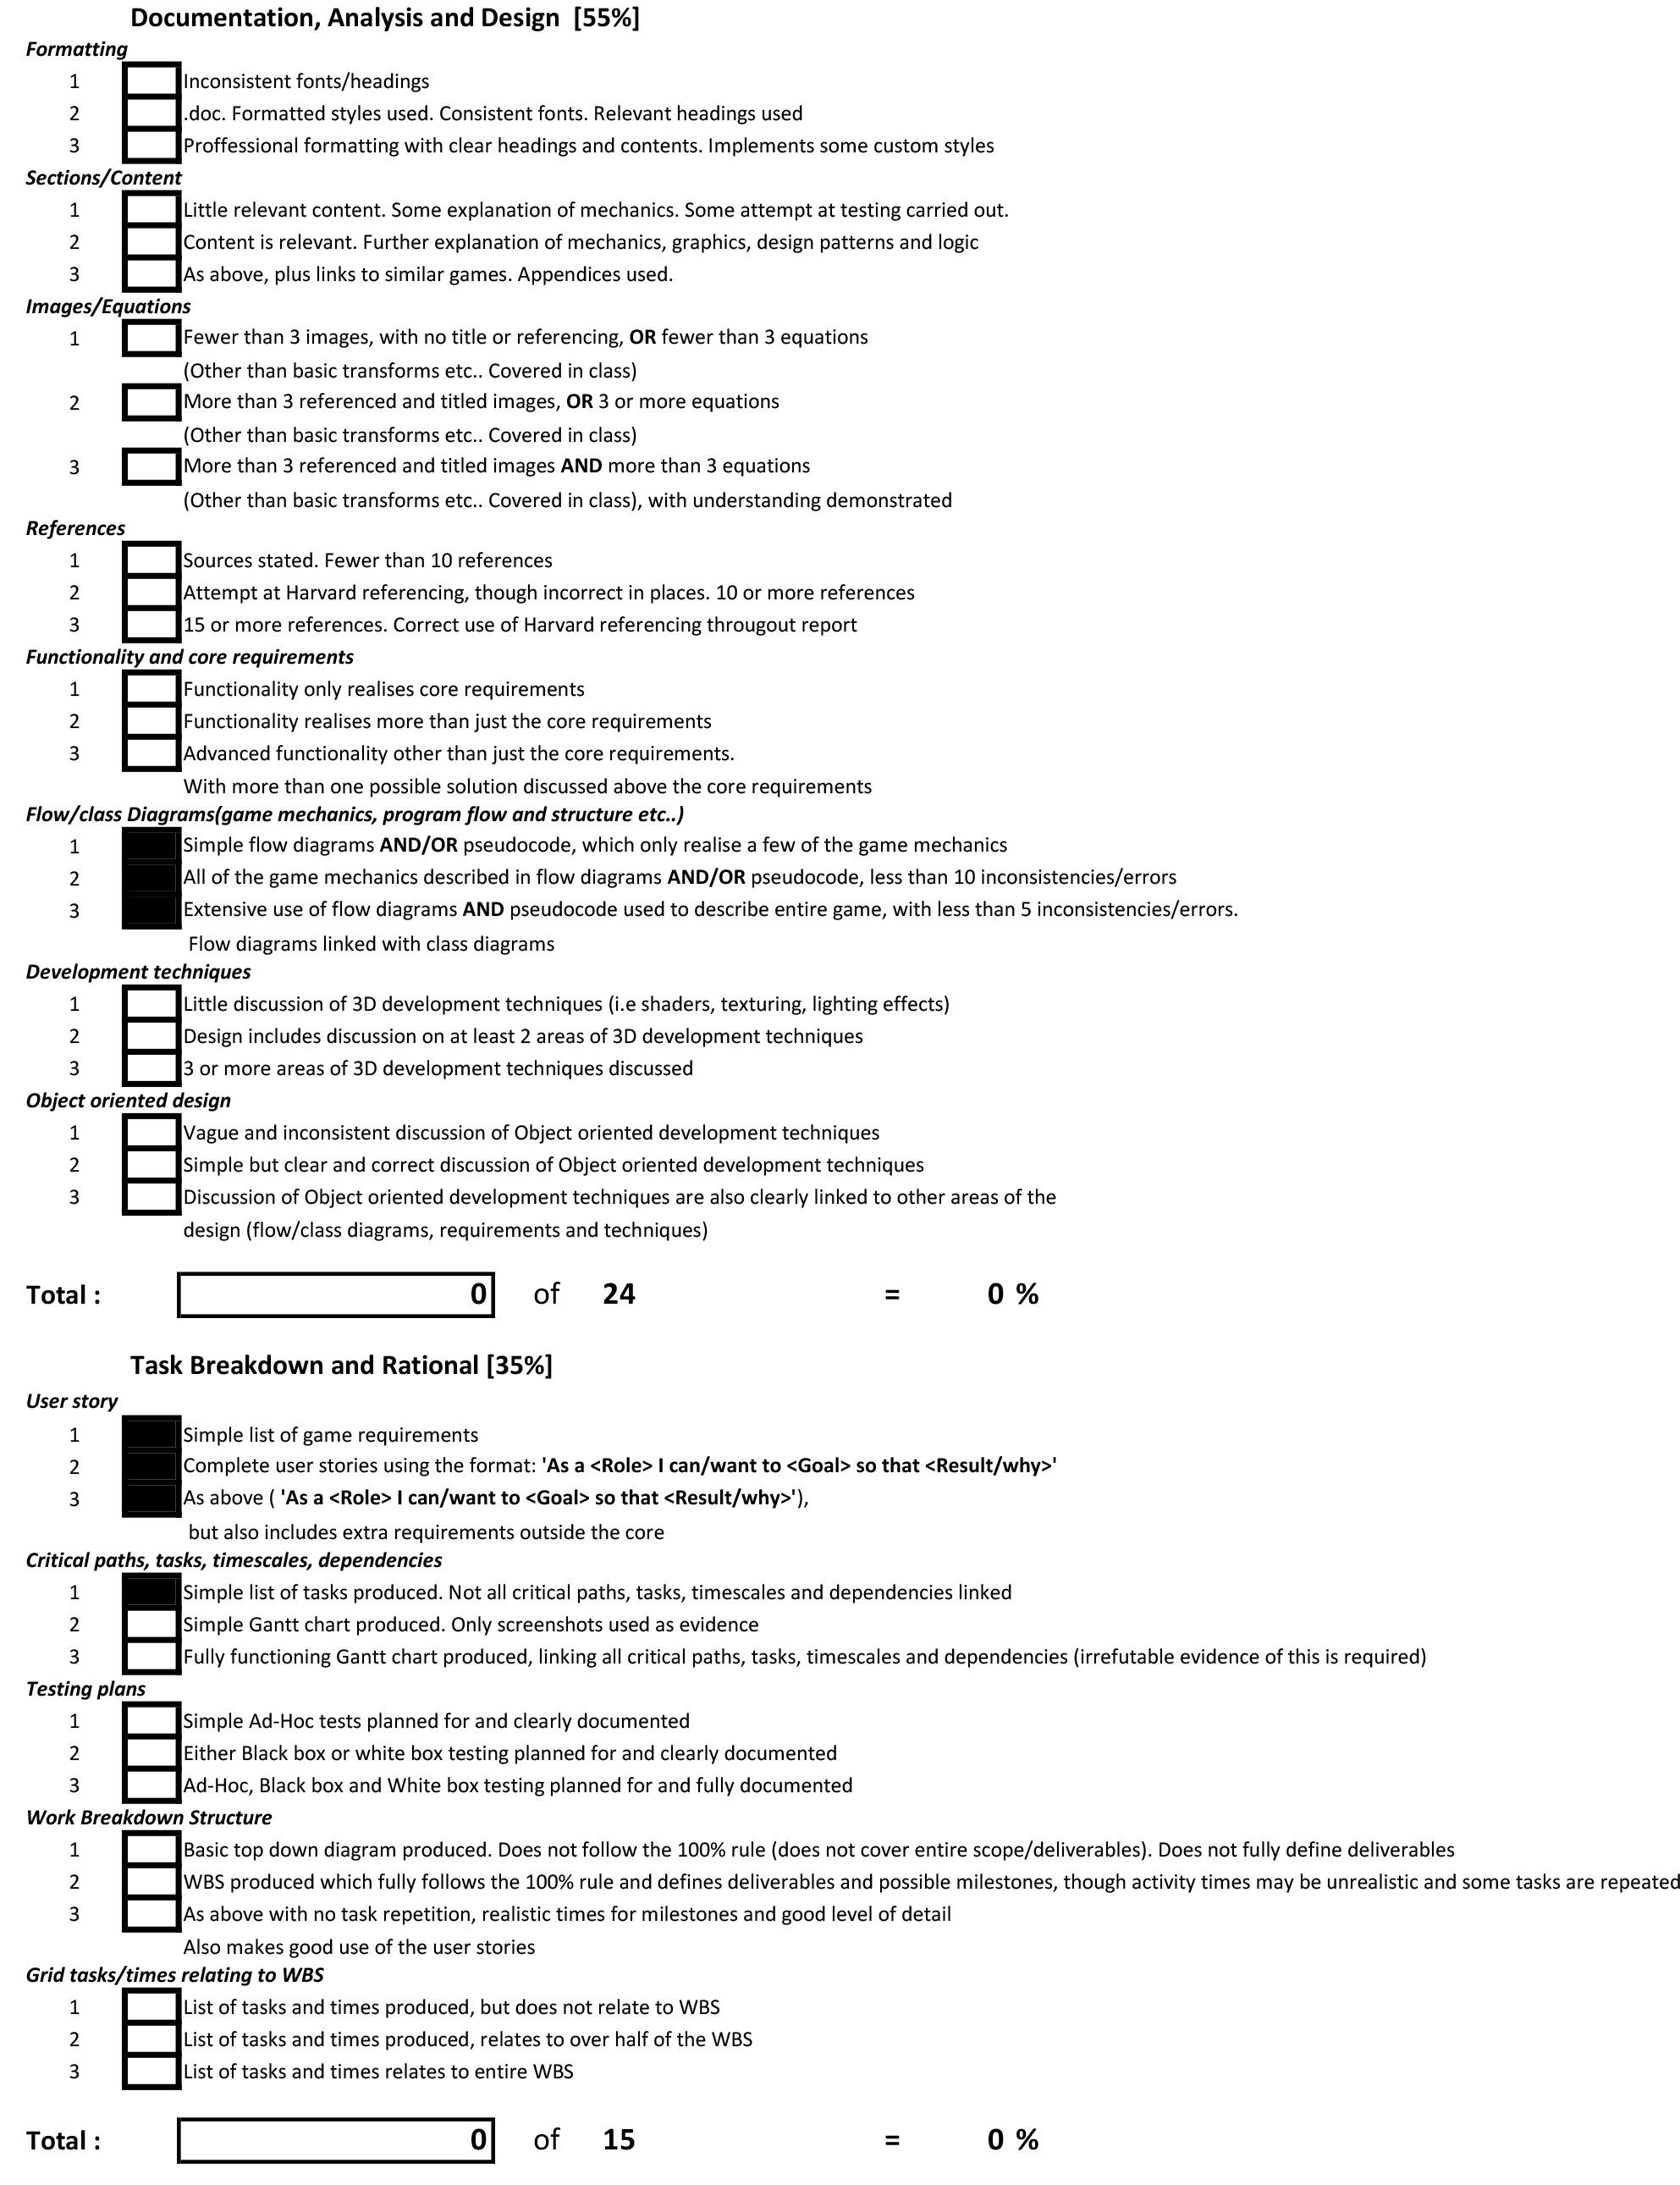 Documentation, Analysis and Design [55%]
Formatting
1 Inconsistent fonts/headings
2 .doc. Formatted styles used. Consistent fonts. Relevant headings used
3 Proffessional formatting with clear headings and contents. Implements some custom styles
Sections/Content
1 Little relevant content. Some explanation of mechanics. Some attempt at testing carried out.
2 Content is relevant. Further explanation of mechanics, graphics, design patterns and logic
3 As above, plus links to similar games. Appendices used.
Images/Equations
1 Fewer than 3 images, with no title or referencing, OR fewer than 3 equations
(Other than basic transforms etc.. Covered in class)
2 More than 3 referenced and titled images, OR 3 or more equations
(Other than basic transforms etc.. Covered in class)
3 More than 3 referenced and titled images AND more than 3 equations
(Other than basic transforms etc.. Covered in class), with understanding demonstrated
References
1 Sources stated. Fewer than 10 references
2 Attempt at Harvard referencing, though incorrect in places. 10 or more references
3 15 or more references. Correct use of Harvard referencing througout report
Functionality and core requirements
1 Functionality only realises core requirements
2 Functionality realises more than just the core requirements
3 Advanced functionality other than just the core requirements.
With more than one possible solution discussed above the core requirements
Flow/class Diagrams(game mechanics, program flow and structure etc..)
1 Simple flow diagrams AND/OR pseudocode, which only realise a few of the game mechanics
2 All of the game mechanics described in flow diagrams AND/OR pseudocode, less than 10 inconsistencies/errors
3 Extensive use of flow diagrams AND pseudocode used to describe entire game, with less than 5 inconsistencies/errors.
Flow diagrams linked with class diagrams
Development techniques
1 Little discussion of 3D development techniques (i.e shaders, texturing, lighting effects)
2 Design includes discussion on at least 2 areas of 3D development techniques
3 3 or more areas of 3D development techniques discussed
Object oriented design
1 Vague and inconsistent discussion of Object oriented development techniques
2 Simple but clear and correct discussion of Object oriented development techniques
3 Discussion of Object oriented development techniques are also clearly linked to other areas of the
design (flow/class diagrams, requirements and techniques)
Total : 0 of 24 = 0 %
Task Breakdown and Rational [35%]
User story
1 Simple list of game requirements
2 Complete user stories using the format: 'As a <Role> I can/want to <Goal> so that <Result/why>'
3 As above ( 'As a <Role> I can/want to <Goal> so that <Result/why>'),
but also includes extra requirements outside the core
Critical paths, tasks, timescales, dependencies
1 Simple list of tasks produced. Not all critical paths, tasks, timescales and dependencies linked
2 Simple Gantt chart produced. Only screenshots used as evidence
3 Fully functioning Gantt chart produced, linking all critical paths, tasks, timescales and dependencies (irrefutable evidence of this is required)
Testing plans
1 Simple Ad-Hoc tests planned for and clearly documented
2 Either Black box or white box testing planned for and clearly documented
3 Ad-Hoc, Black box and White box testing planned for and fully documented
Work Breakdown Structure
1 Basic top down diagram produced. Does not follow the 100% rule (does not cover entire scope/deliverables). Does not fully define deliverables
2 WBS produced which fully follows the 100% rule and defines deliverables and possible milestones, though activity times may be unrealistic and some tasks are repeated
3 As above with no task repetition, realistic times for milestones and good level of detail
Also makes good use of the user stories
Grid tasks/times relating to WBS
1 List of tasks and times produced, but does not relate to WBS
2 List of tasks and times produced, relates to over half of the WBS
3 List of tasks and times relates to entire WBS
Total : 0 of 15 = 0 %